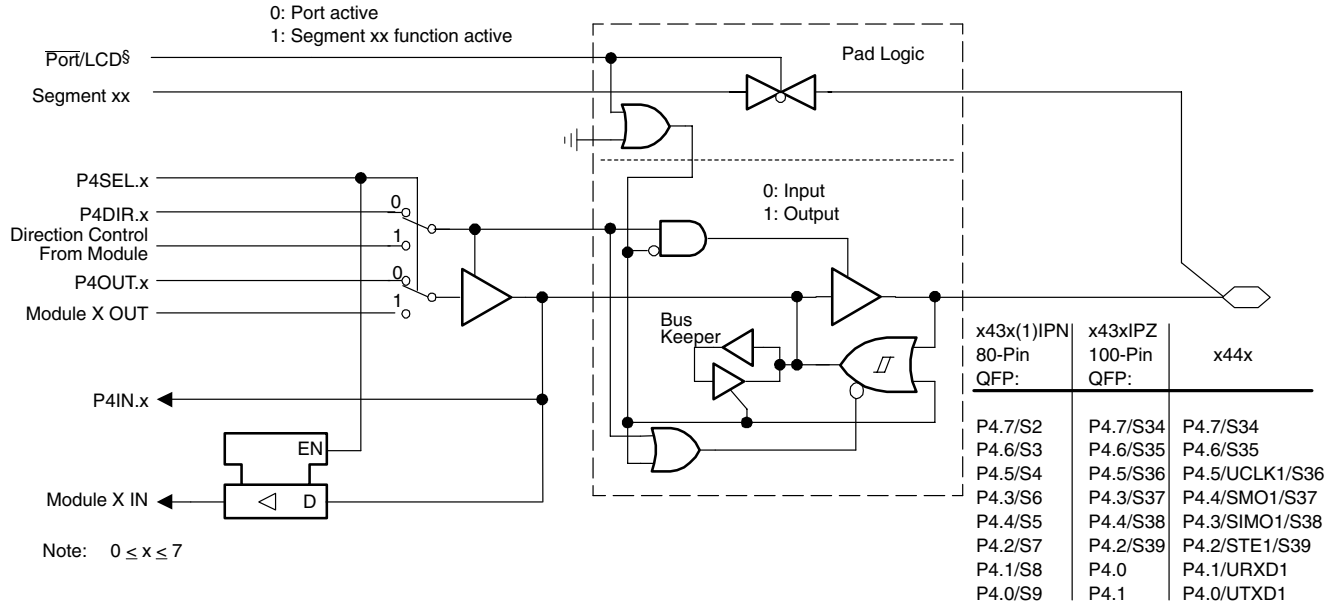 0: Port active
1: Segment xx function active
Port/LCD§
Pad Logic
Segment xx
P4SEL.x
0: Input
1: Output
0
P4DIR.x
Direction Control
From Module
1
0
P4OUT.x
1
Module X OUT
Bus
Keeper
P4IN.x
EN
Module X IN
D
Note: 0 ≤ x ≤ 7
x43x(1)IPN x43xIPZ
80-Pin 100-Pin x44x
QFP: QFP:
P4.7/S2 P4.7/S34 P4.7/S34
P4.6/S3 P4.6/S35 P4.6/S35
P4.5/S4 P4.5/S36 P4.5/UCLK1/S36
P4.3/S6 P4.3/S37 P4.4/SMO1/S37
P4.4/S5 P4.4/S38 P4.3/SIMO1/S38
P4.2/S7 P4.2/S39 P4.2/STE1/S39
P4.1/S8 P4.0 P4.1/URXD1
P4.0/S9 P4.1 P4.0/UTXD1